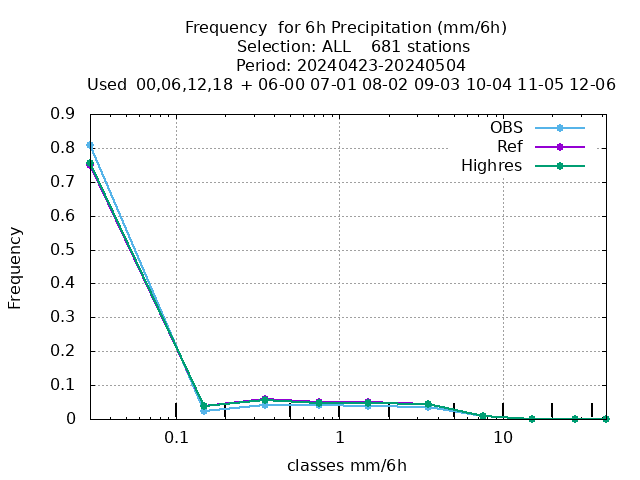 Frequency  for 6h Precipitation (mm/6h)
Selection: ALL    681 stations
Period: 20240423-20240504
Used  00,06,12,18  + 06-00 07-01 08-02 09-03 10-04 11-05 12-06
OBS
Ref
Highres
Frequency
0.9
0.8
0.7
0.6
0.5
0.4
0.3
0.2
0.1
0
0.1 1 10
classes mm/6h